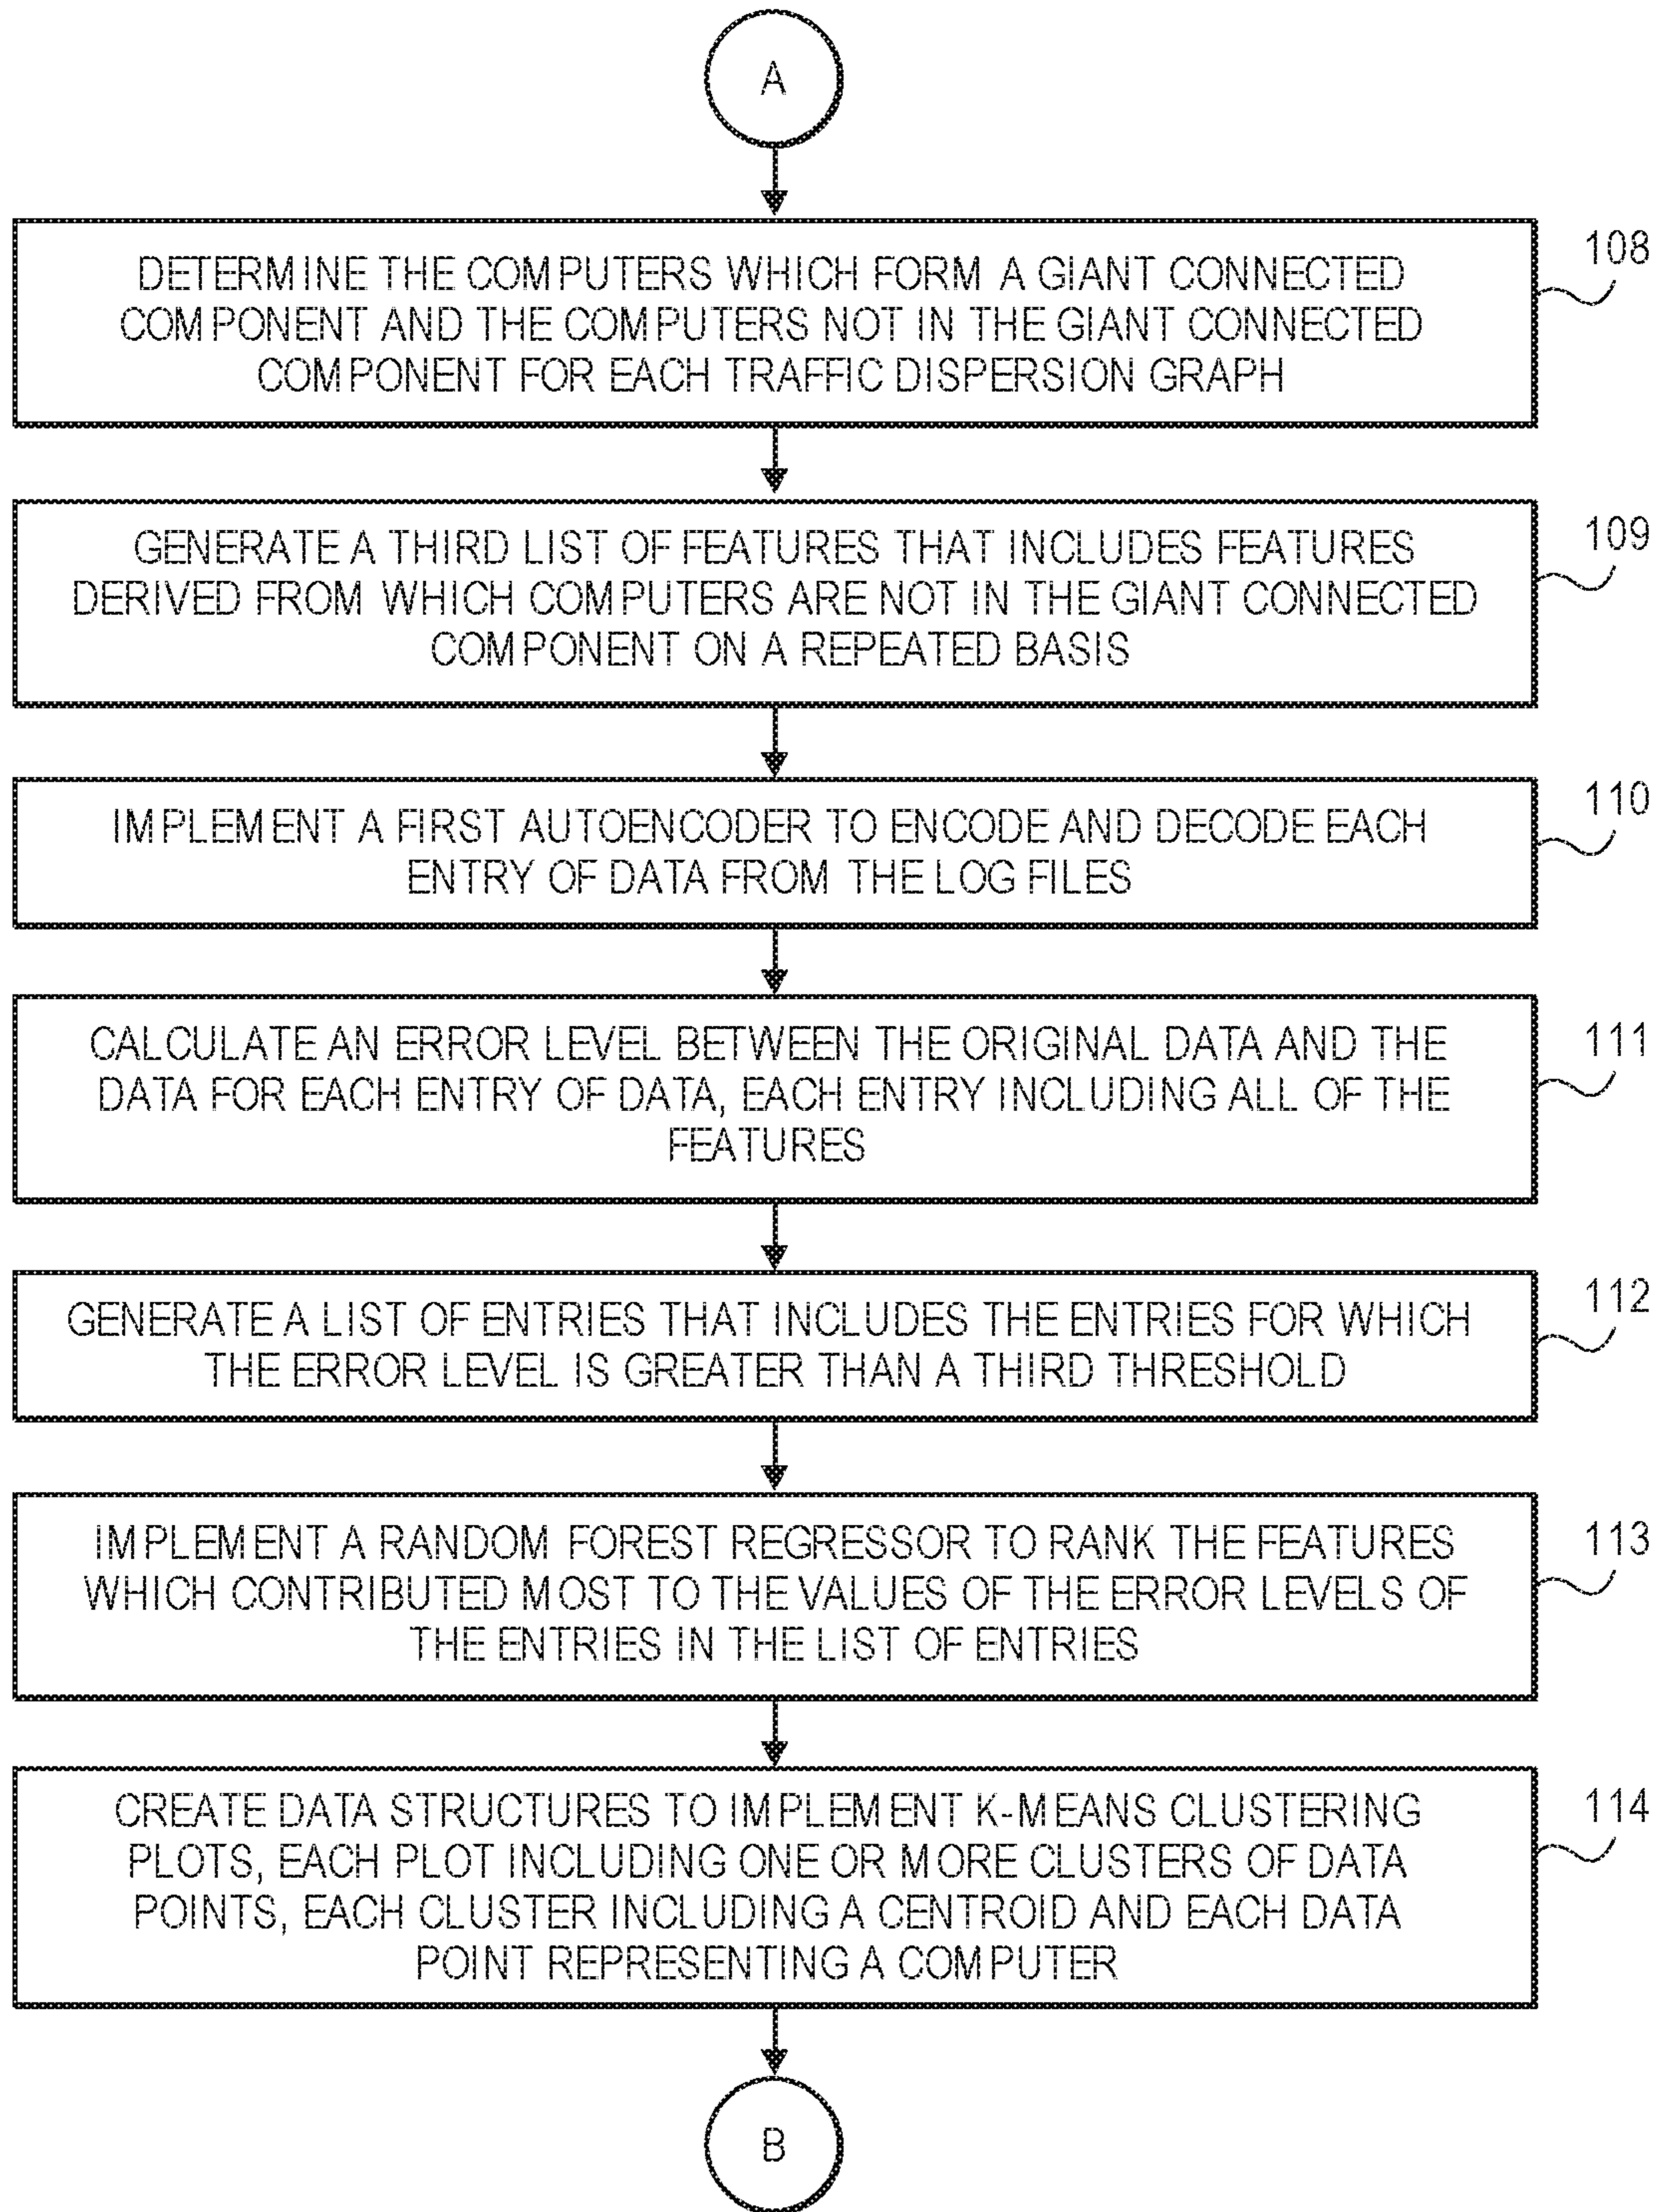 A
DETERMINE THE COMPUTERS WHICH FORM A GIANT CONNECTED
COMPONENT AND THE COMPUTERS NOT IN THE GIANT CONNECTED
COMPONENT FOR EACH TRAFFIC DISPERSION GRAPH
108
GENERATE A THIRD LIST OF FEATURES THAT INCLUDES FEATURES
DERIVED FROM WHICH COMPUTERS ARE NOT IN THE GIANT CONNECTED
COMPONENT ON A REPEATED BASIS
109
IMPLEMENT A FIRST AUTOENCODER TO ENCODE AND DECODE EACH
ENTRY OF DATA FROM THE LOG FILES
110
CALCULATE AN ERROR LEVEL BETWEEN THE ORIGINAL DATA AND THE
DATA FOR EACH ENTRY OF DATA, EACH ENTRY INCLUDING ALL OF THE
FEATURES
111
GENERATE A LIST OF ENTRIES THAT INCLUDES THE ENTRIES FOR WHICH
THE ERROR LEVEL IS GREATER THAN A THIRD THRESHOLD
112
IMPLEMENT A RANDOM FOREST REGRESSOR TO RANK THE FEATURES
WHICH CONTRIBUTED MOST TO THE VALUES OF THE ERROR LEVELS OF
THE ENTRIES IN THE LIST OF ENTRIES
113
CREATE DATA STRUCTURES TO IMPLEMENT K-MEANS CLUSTERING
PLOTS, EACH PLOT INCLUDING ONE OR MORE CLUSTERS OF DATA
POINTS, EACH CLUSTER INCLUDING A CENTROID AND EACH DATA
POINT REPRESENTING A COMPUTER
114
B